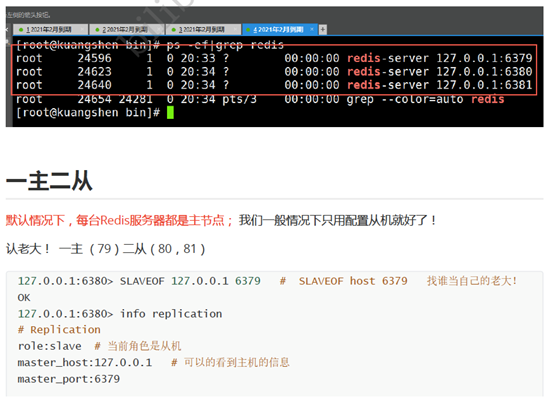 左侧的箭头按钮。
1 2021年2月到期 2 2021年2月到期 3 2021年2月到期 4 2021年2月到期
[root@kuangshen bin]# ps -ef|grep redis
root 24596 1 0 20:33 ? 00:00:00 redis-server 127.0.0.1:6379
root 24623 1 0 20:34 ? 00:00:00 redis-server 127.0.0.1:6380
root 24640 1 0 20:34 ? 00:00:00 redis-server 127.0.0.1:6381
root 24654 24281 0 20:34 pts/3 00:00:00 grep --color=auto redis
[root@kuangshen bin]#
一主二从
默认情况下，每台Redis服务器都是主节点； 我们一般情况下只用配置从机就好了！
认老大！ 一主 （79）二从（80，81）
127.0.0.1:6380> SLAVEOF 127.0.0.1 6379 # SLAVEOF host 6379 找谁当自己的老大！
OK
127.0.0.1:6380> info replication
# Replication
role:slave # 当前角色是从机
master_host:127.0.0.1 # 可以的看到主机的信息
master_port:6379